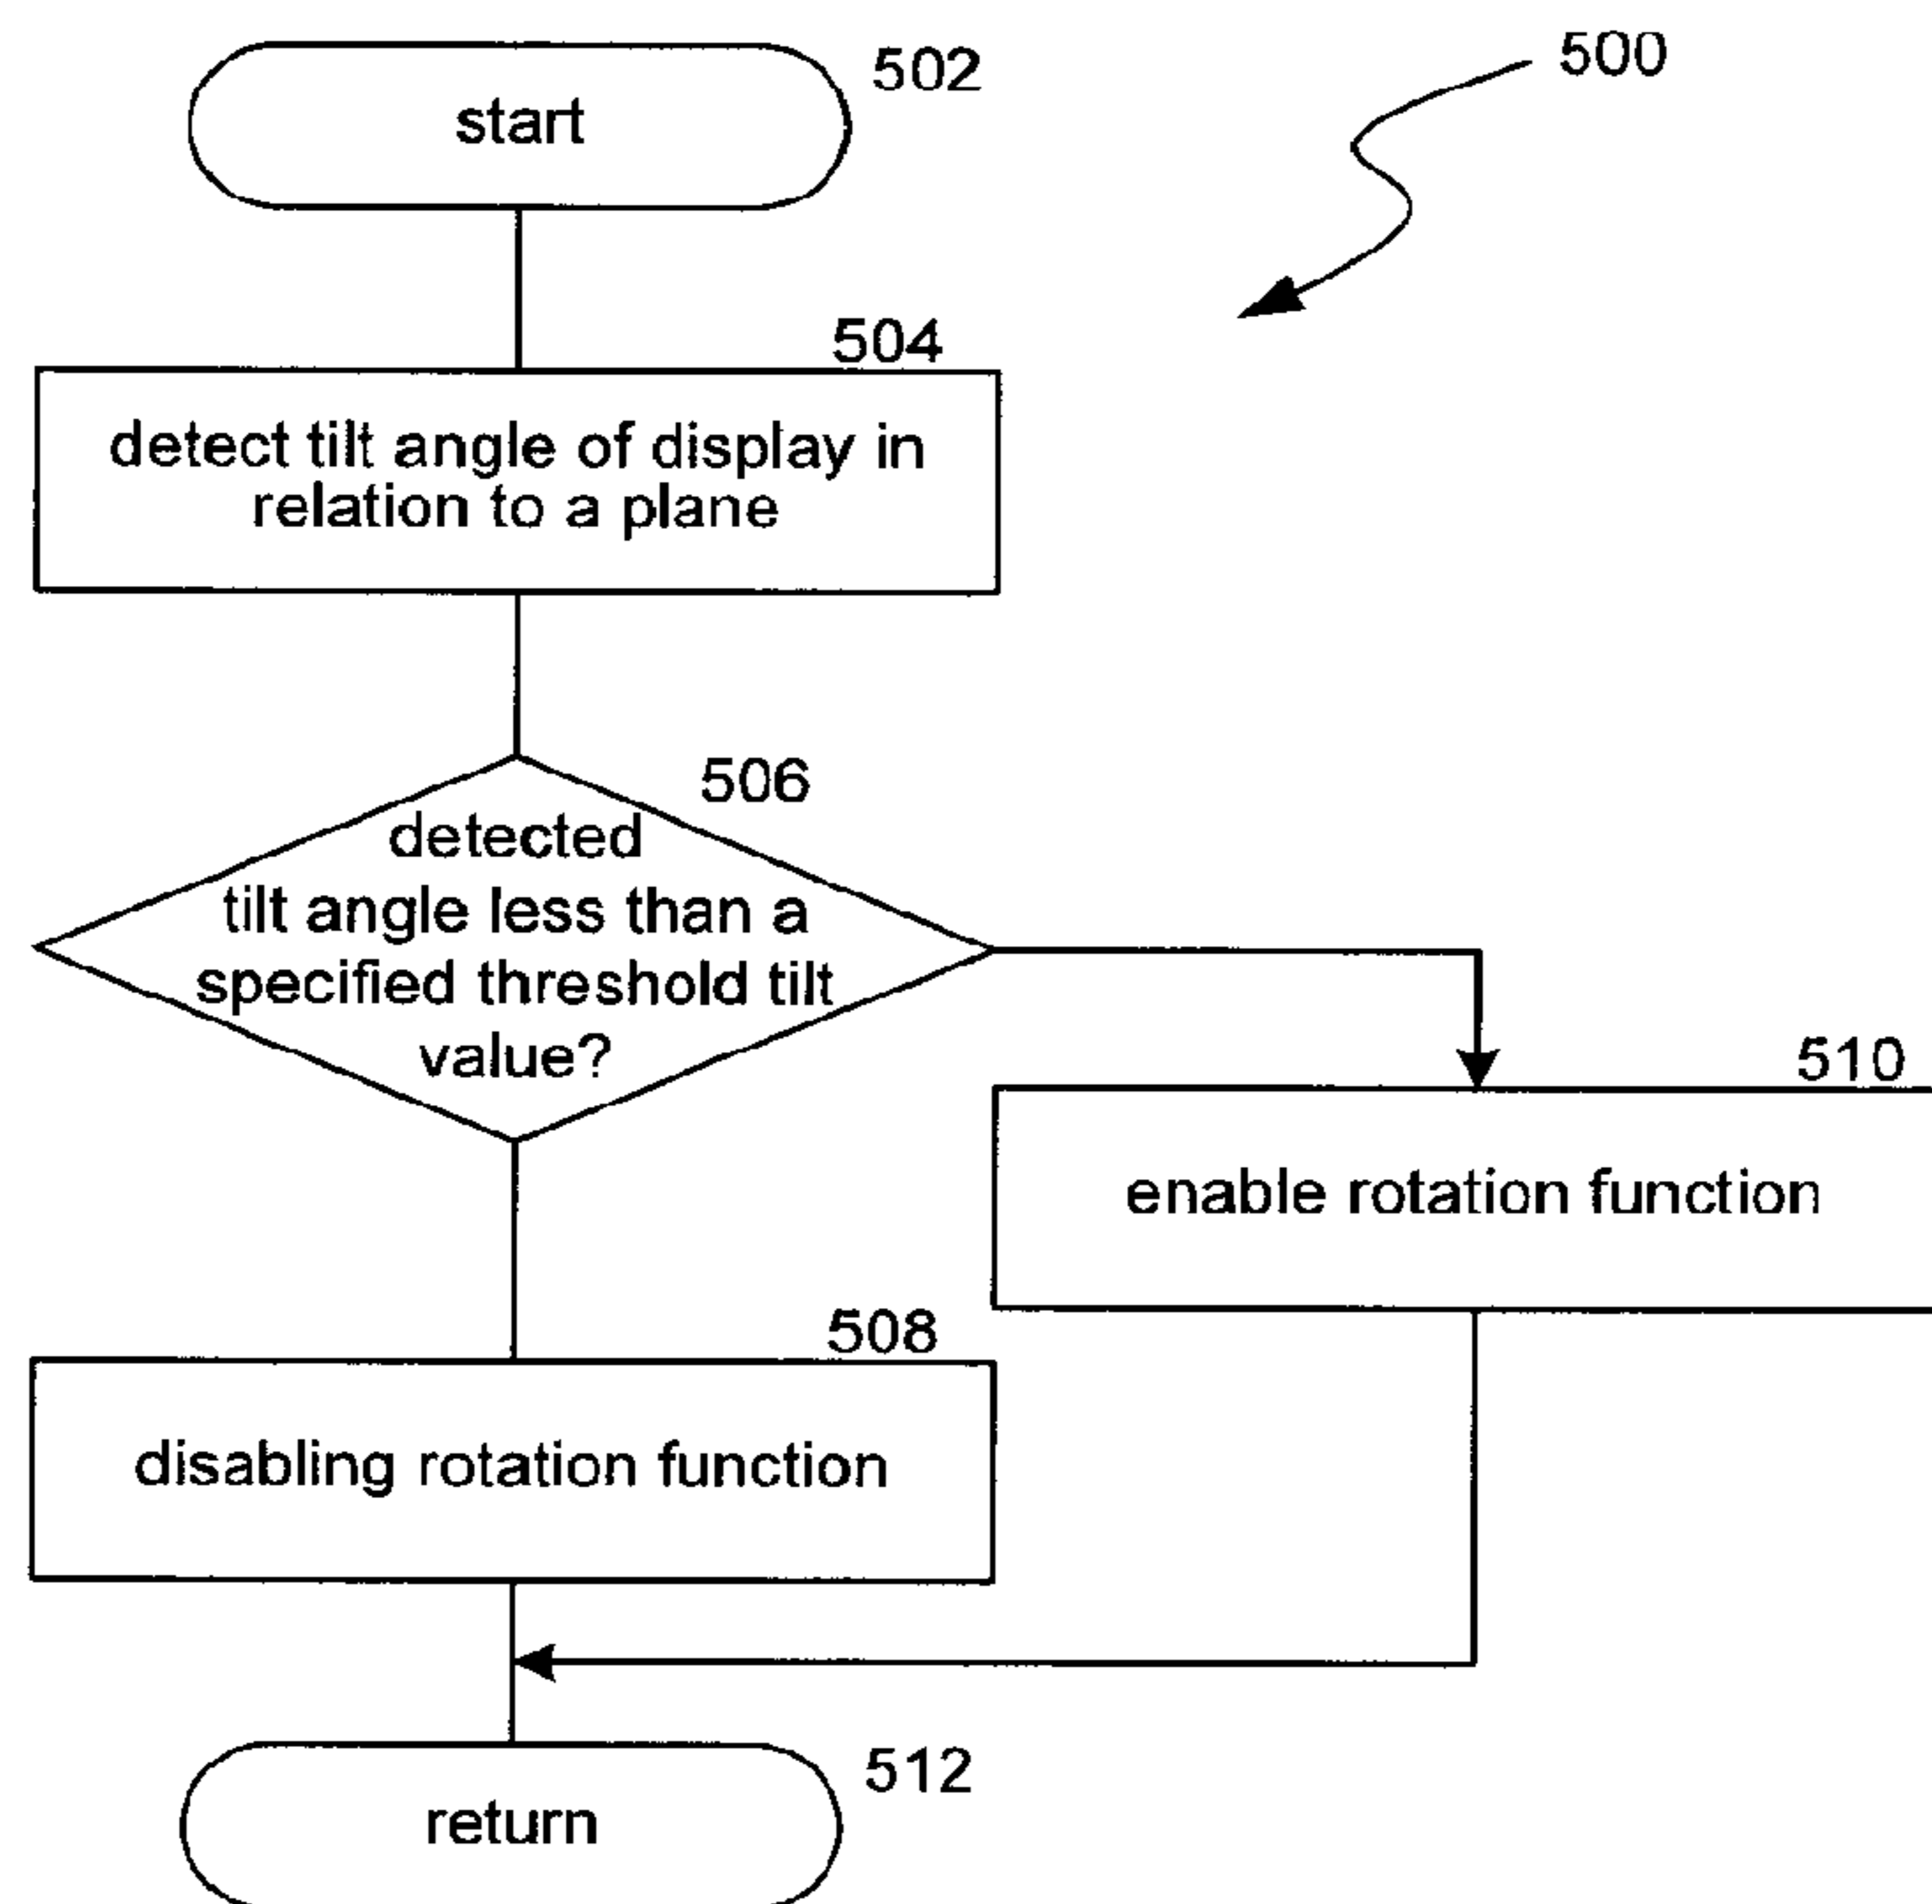 500
502
start
504
detect tilt angle of display in
relation to a plane
506
detected
tilt angle less than a
specified threshold tilt
value?
510
enable rotation function
508
disabling rotation function
512
return